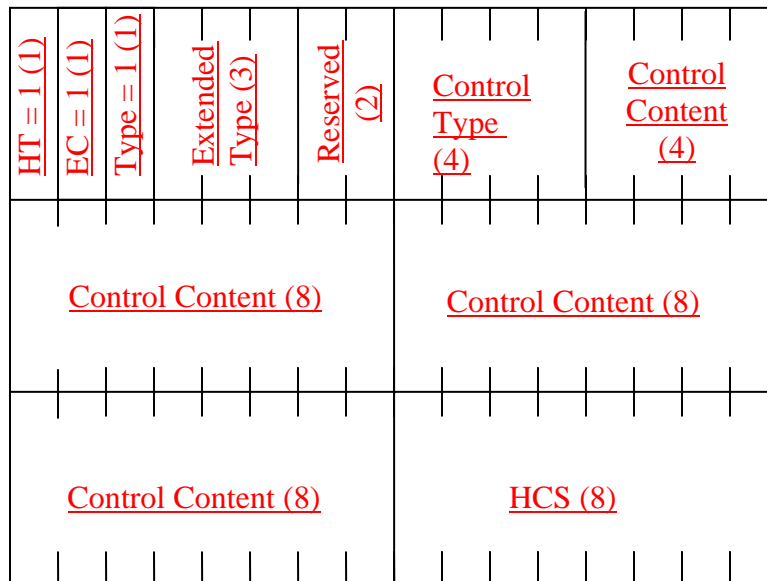 HT = 1 (1)
EC = 1 (1)
Type = 1 (1)
Extended
Type (3)
Reserved
(2)
Control
Type
(4)
Control
Content
(4)
Control Content (8)
Control Content (8)
Control Content (8)
HCS (8)